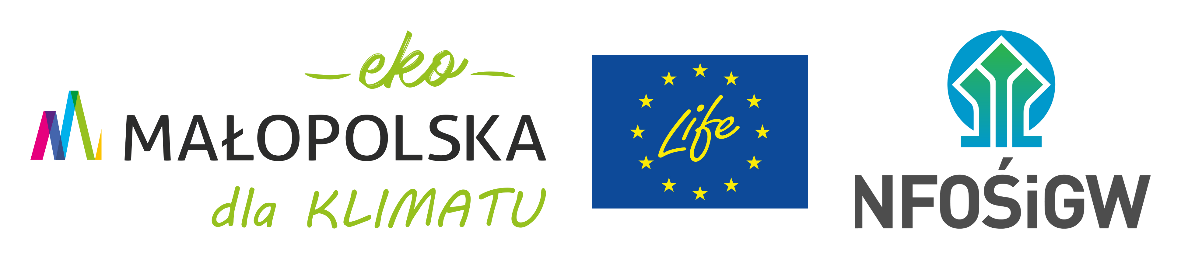 eko
MAŁOPOLSKA
dla KLIMATU
Life
NFOŚiGW